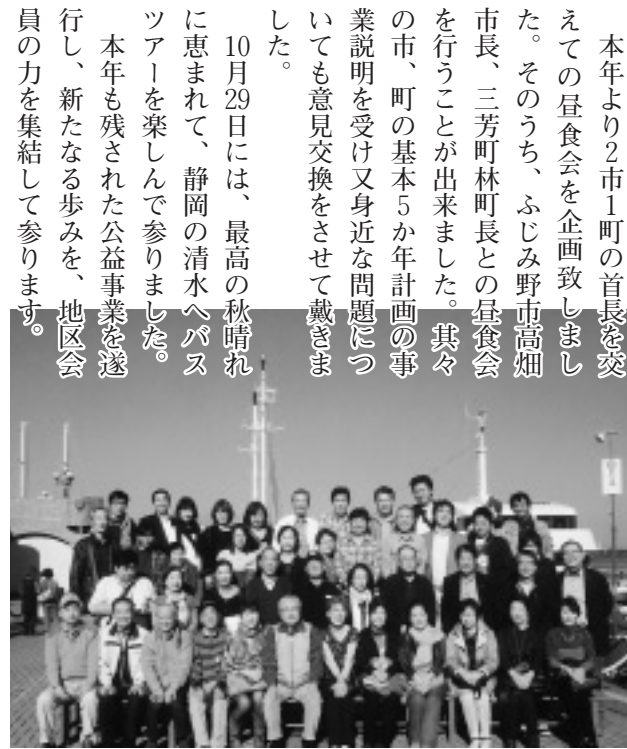 本年より２市１町の首長を交
えての昼食会を企画致しまし
た。そのうち、ふじみ野市高畑
市長、三芳町林町長との昼食会
を行うことが出来ました。其々
の市、町の基本５か年計画の事
業説明を受け又身近な問題につ
いても意見交換をさせて戴きま
した。
10月29日には、最高の秋晴れ
に恵まれて、静岡の清水へバス
ツアーを楽しんで参りました。
本年も残された公益事業を遂
行し、新たなる歩みを、地区会
員の力を集結して参ります。